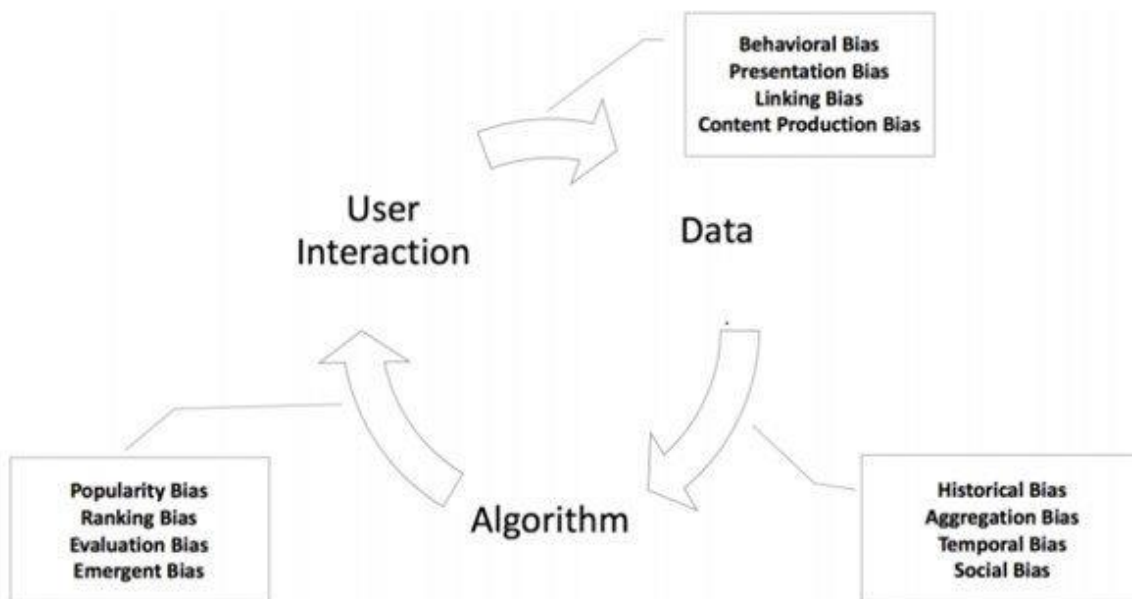 Behavioral Bias
Presentation Bias
Linking Bias
Content Production Bias
User
Interaction
Data
Popularity Bias
Ranking Bias
Evaluation Bias
Emergent Bias
Algorithm
Historical Bias
Aggregation Bias
Temporal Bias
Social Bias